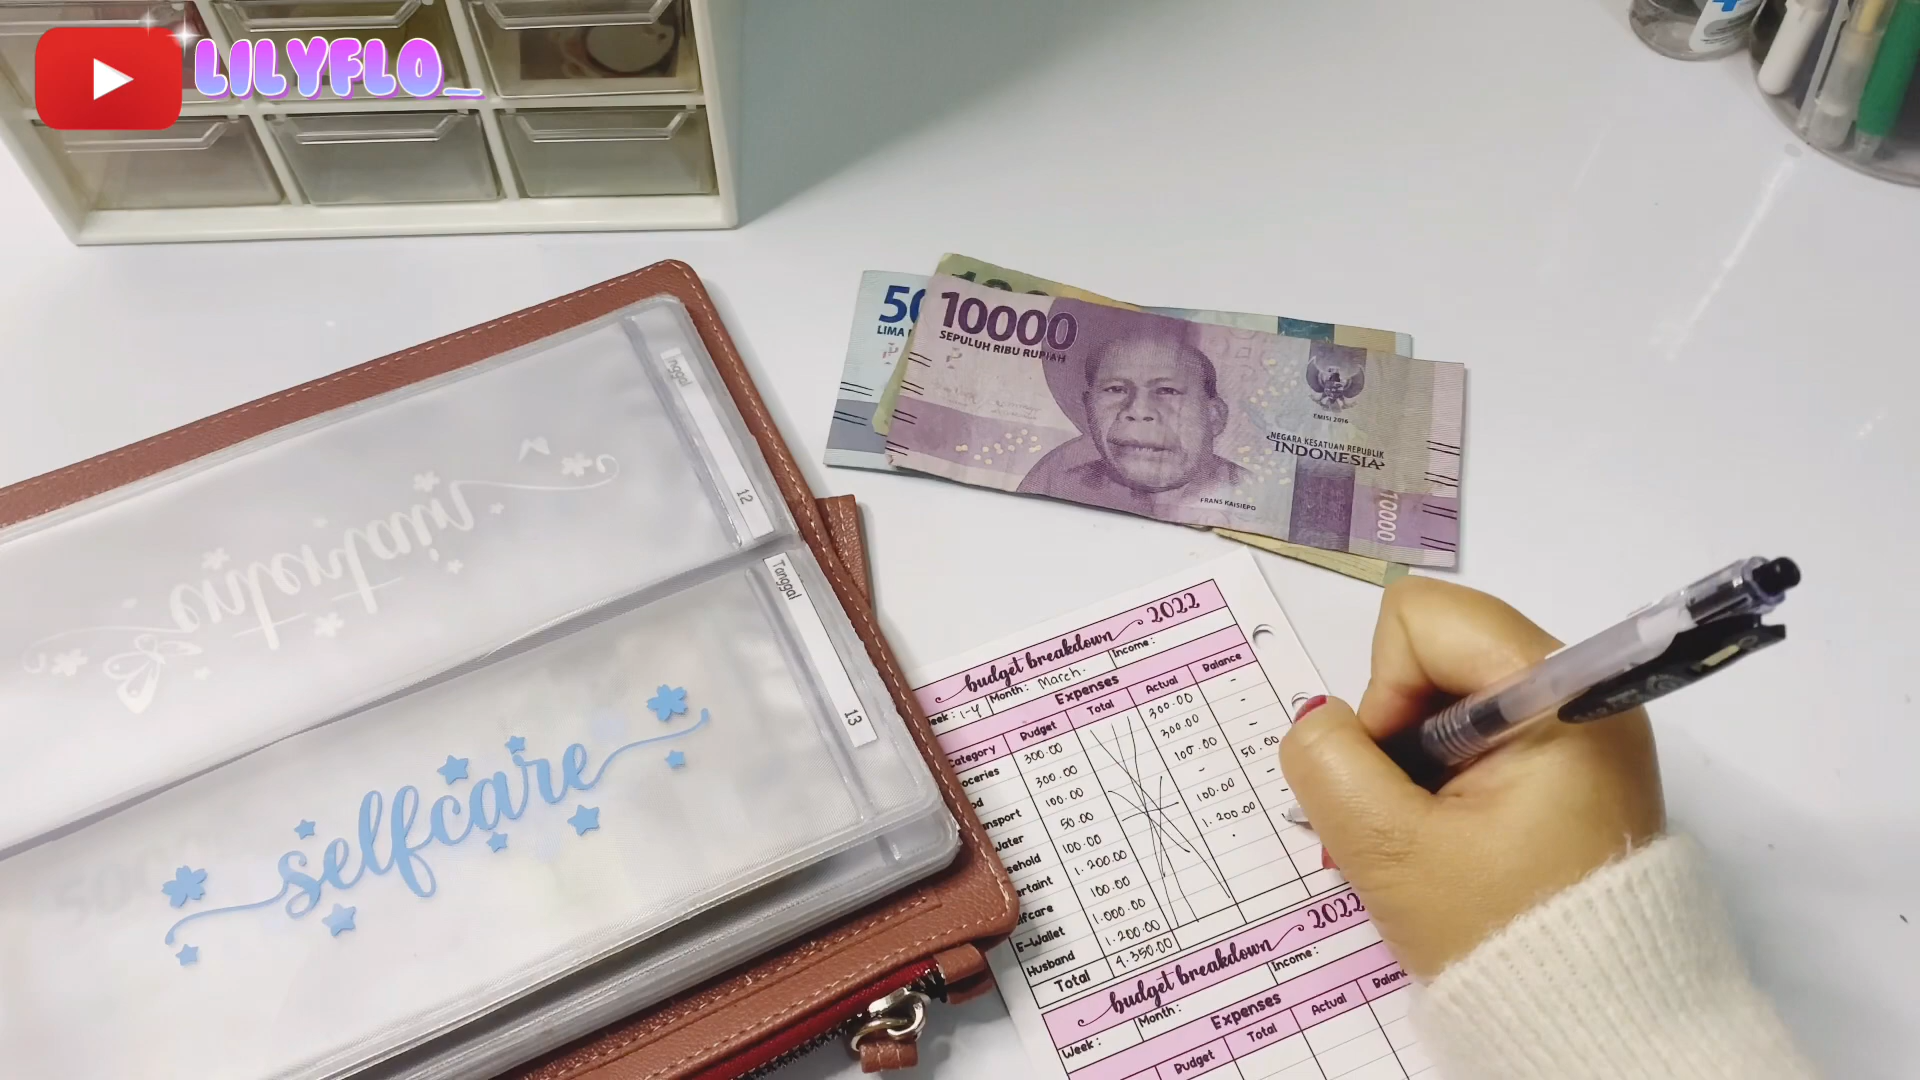 LILYFLO_
50
LIMA
10000
SEPULUH RIBU RUPIAH
EMISI 2016
NEGARA KESATUAN REPUBLIK
INDONESIA
FRANS KAISIEPO
10000
12
entertain
Tanggal
13
selfcare
budget breakdown 2022
1-4 Month: March. Income:
Expenses
Category Budget Total Actual Balance
300.00 300.00 -
300.00 300.00 -
100.00 100.00 -
Water 50.00 - 50.00
100.00 100.00 -
1.200.00 1.200.00 -
100.00
E-Wallet 1.000.00
Husband 1.200.00
Total 4.350.00
budget breakdown 2022
Week: Month: Income:
Expenses
Budget Total Actual